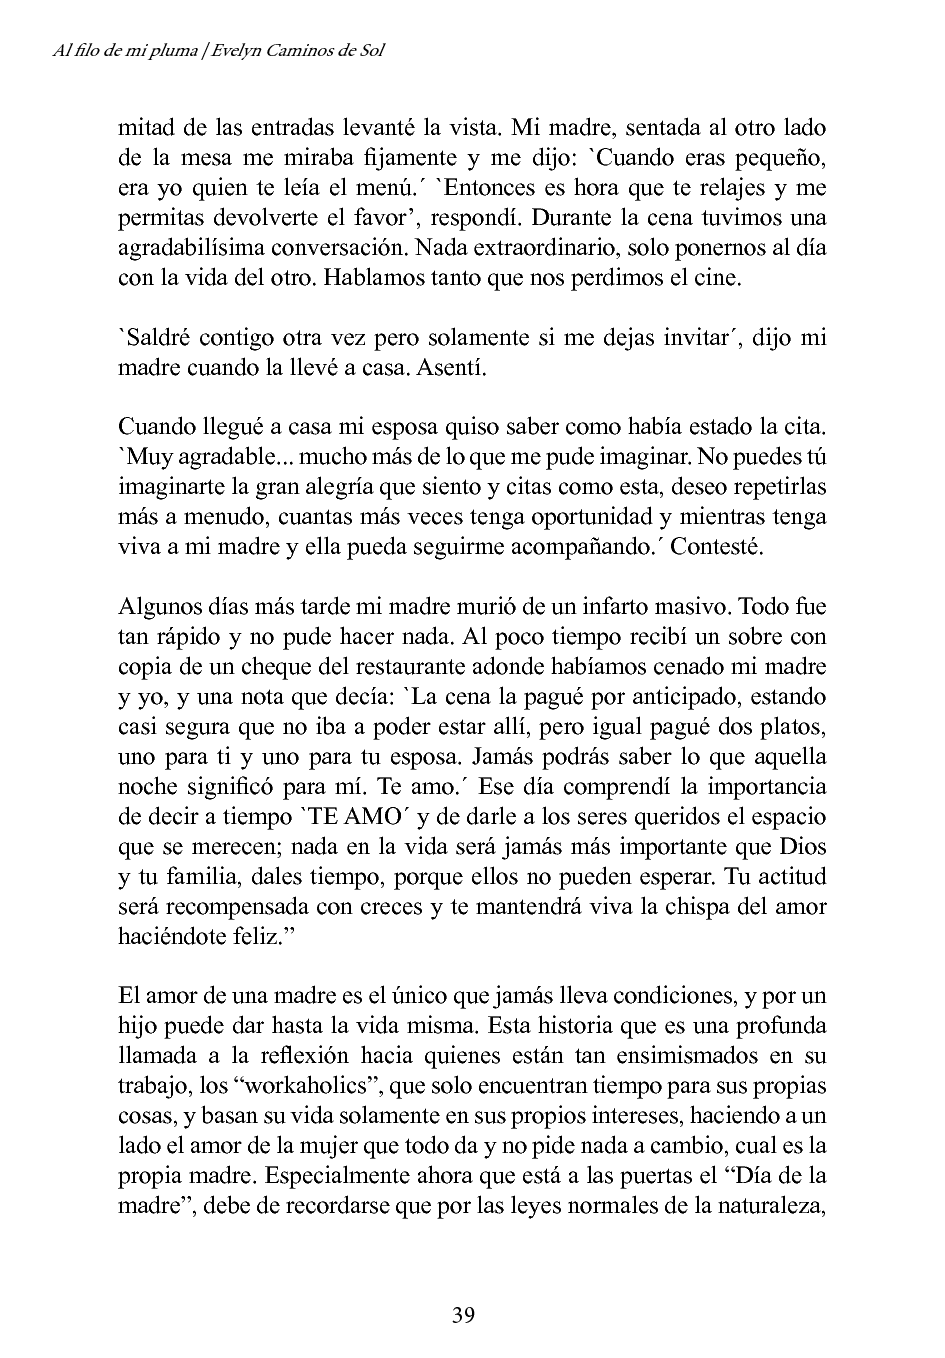 Al filo de mi pluma | Evelyn Caminos de Sol
mitad de las entradas levanté la vista. Mi madre, sentada al otro lado
de la mesa me miraba fijamente y me dijo: `Cuando eras pequeño,
era yo quien te leía el menú.´ `Entonces es hora que te relajes y me
permitas devolverte el favor’, respondí. Durante la cena tuvimos una
agradabilísima conversación. Nada extraordinario, solo ponernos al día
con la vida del otro. Hablamos tanto que nos perdimos el cine.
`Saldré contigo otra vez pero solamente si me dejas invitar´, dijo mi
madre cuando la llevé a casa. Asentí.
Cuando llegué a casa mi esposa quiso saber como había estado la cita.
`Muy agradable... mucho más de lo que me pude imaginar. No puedes tú
imaginarte la gran alegría que siento y citas como esta, deseo repetirlas
más a menudo, cuantas más veces tenga oportunidad y mientras tenga
viva a mi madre y ella pueda seguirme acompañando.´ Contesté.
Algunos días más tarde mi madre murió de un infarto masivo. Todo fue
tan rápido y no pude hacer nada. Al poco tiempo recibí un sobre con
copia de un cheque del restaurante adonde habíamos cenado mi madre
y yo, y una nota que decía: `La cena la pagué por anticipado, estando
casi segura que no iba a poder estar allí, pero igual pagué dos platos,
uno para ti y uno para tu esposa. Jamás podrás saber lo que aquella
noche significó para mí. Te amo.´ Ese día comprendí la importancia
de decir a tiempo `TE AMO´ y de darle a los seres queridos el espacio
que se merecen; nada en la vida será jamás más importante que Dios
y tu familia, dales tiempo, porque ellos no pueden esperar. Tu actitud
será recompensada con creces y te mantendrá viva la chispa del amor
haciéndote feliz.”
El amor de una madre es el único que jamás lleva condiciones, y por un
hijo puede dar hasta la vida misma. Esta historia que es una profunda
llamada a la reflexión hacia quienes están tan ensimismados en su
trabajo, los “workaholics”, que solo encuentran tiempo para sus propias
cosas, y basan su vida solamente en sus propios intereses, haciendo a un
lado el amor de la mujer que todo da y no pide nada a cambio, cual es la
propia madre. Especialmente ahora que está a las puertas el “Día de la
madre”, debe de recordarse que por las leyes normales de la naturaleza,
39